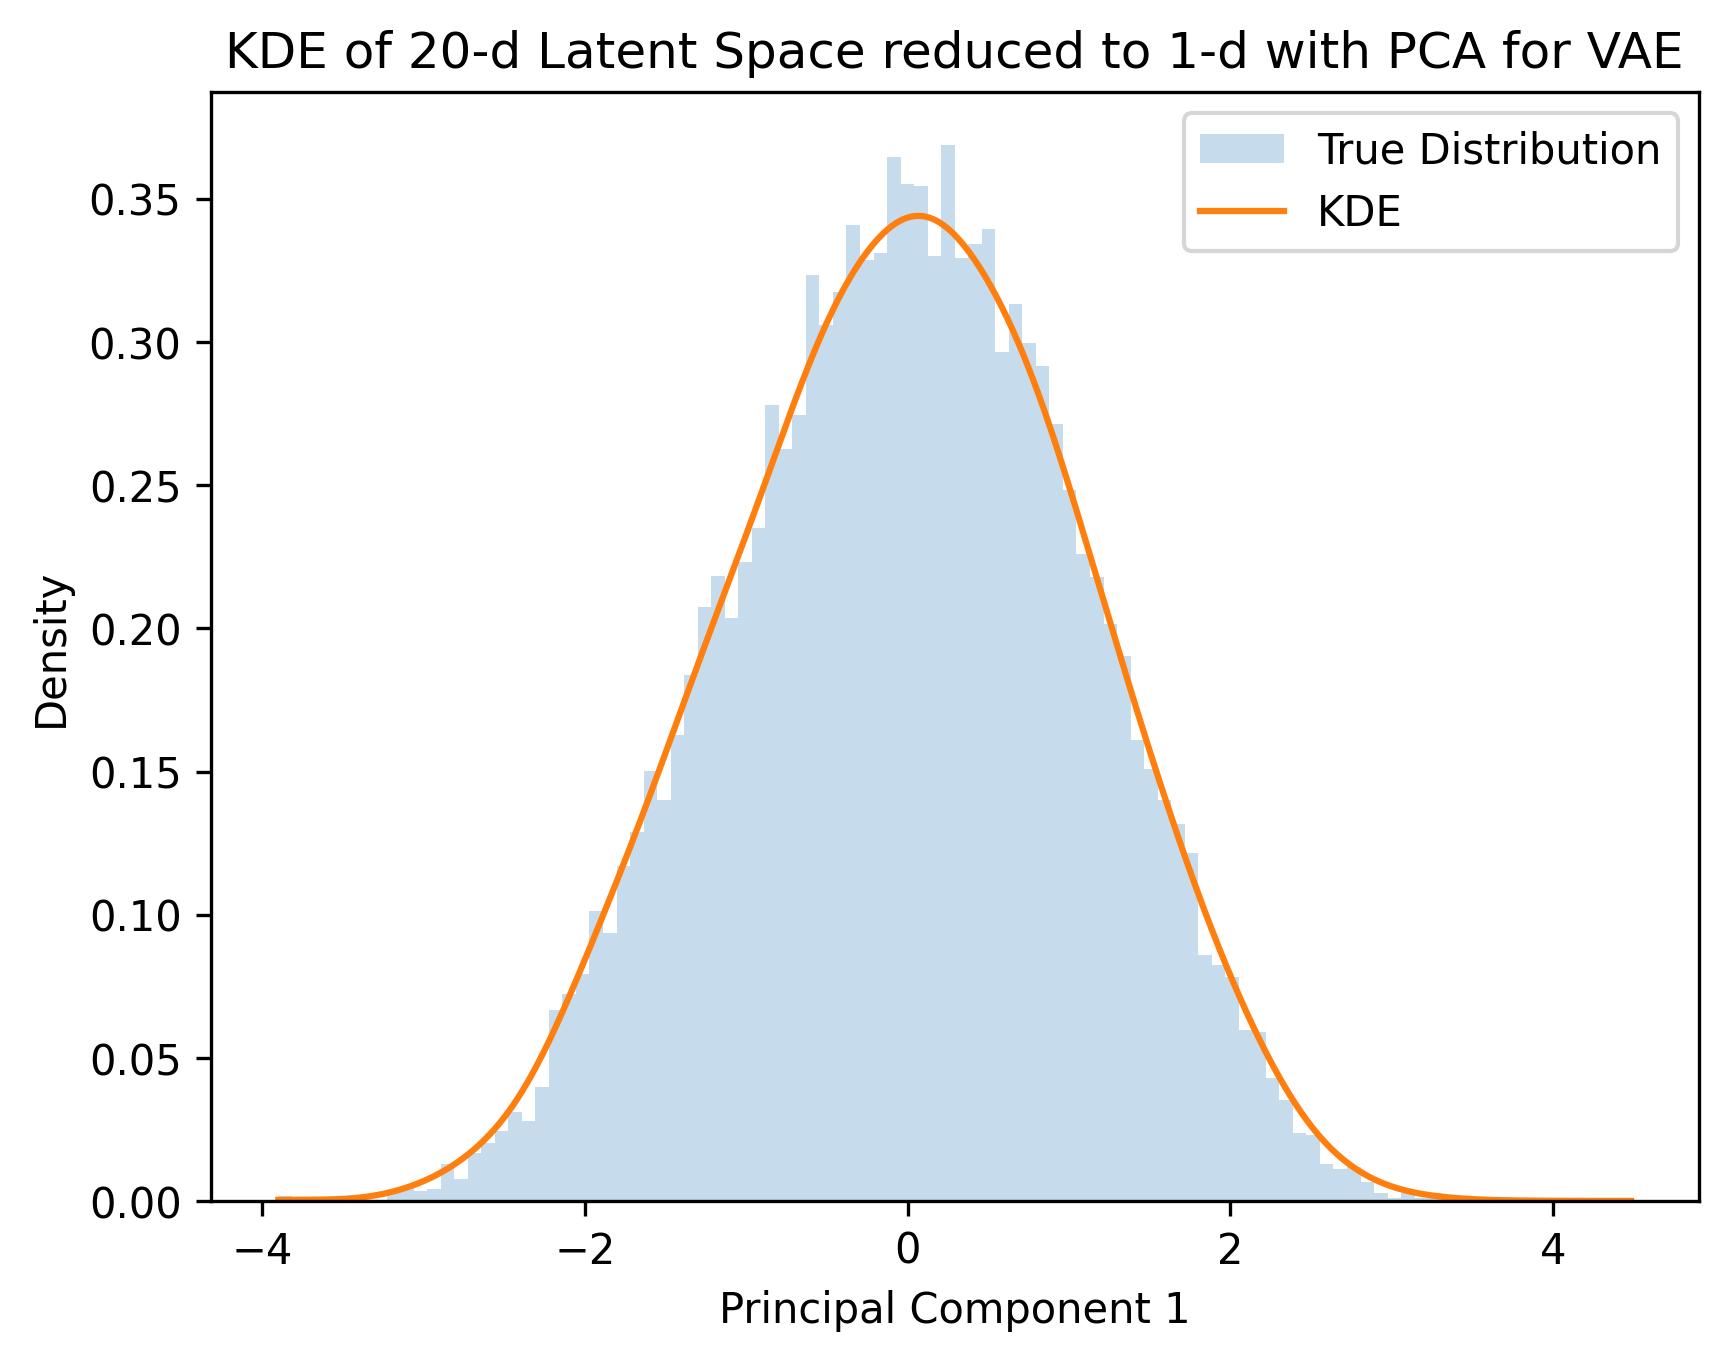 KDE of 20-d Latent Space reduced to 1-d with PCA for VAE
True Distribution
KDE
0.35
0.30
0.25
0.20
0.15
0.10
0.05
0.00
Density
−4
−2
0
2
4
Principal Component 1